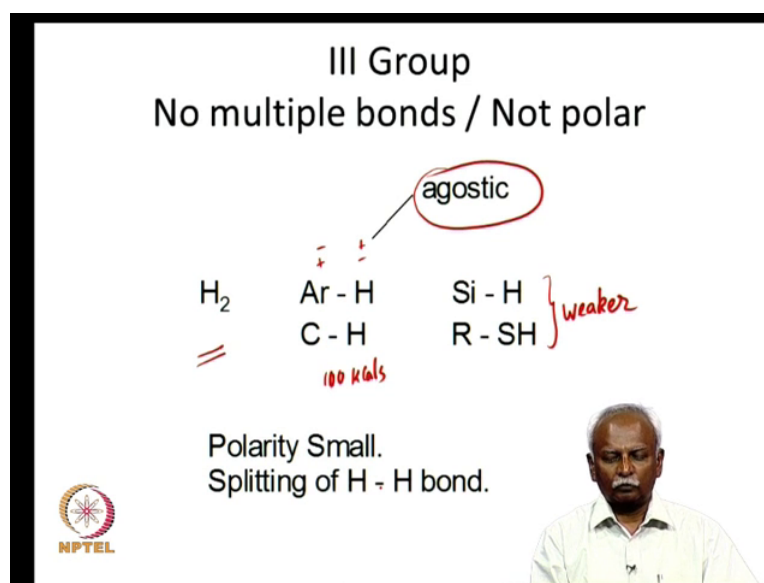 III Group
No multiple bonds / Not polar
agostic
- +
+ -
H2 Ar - H Si - H
C - H R - SH
weaker
100 kcals
Polarity Small.
Splitting of H - H bond.
NPTEL